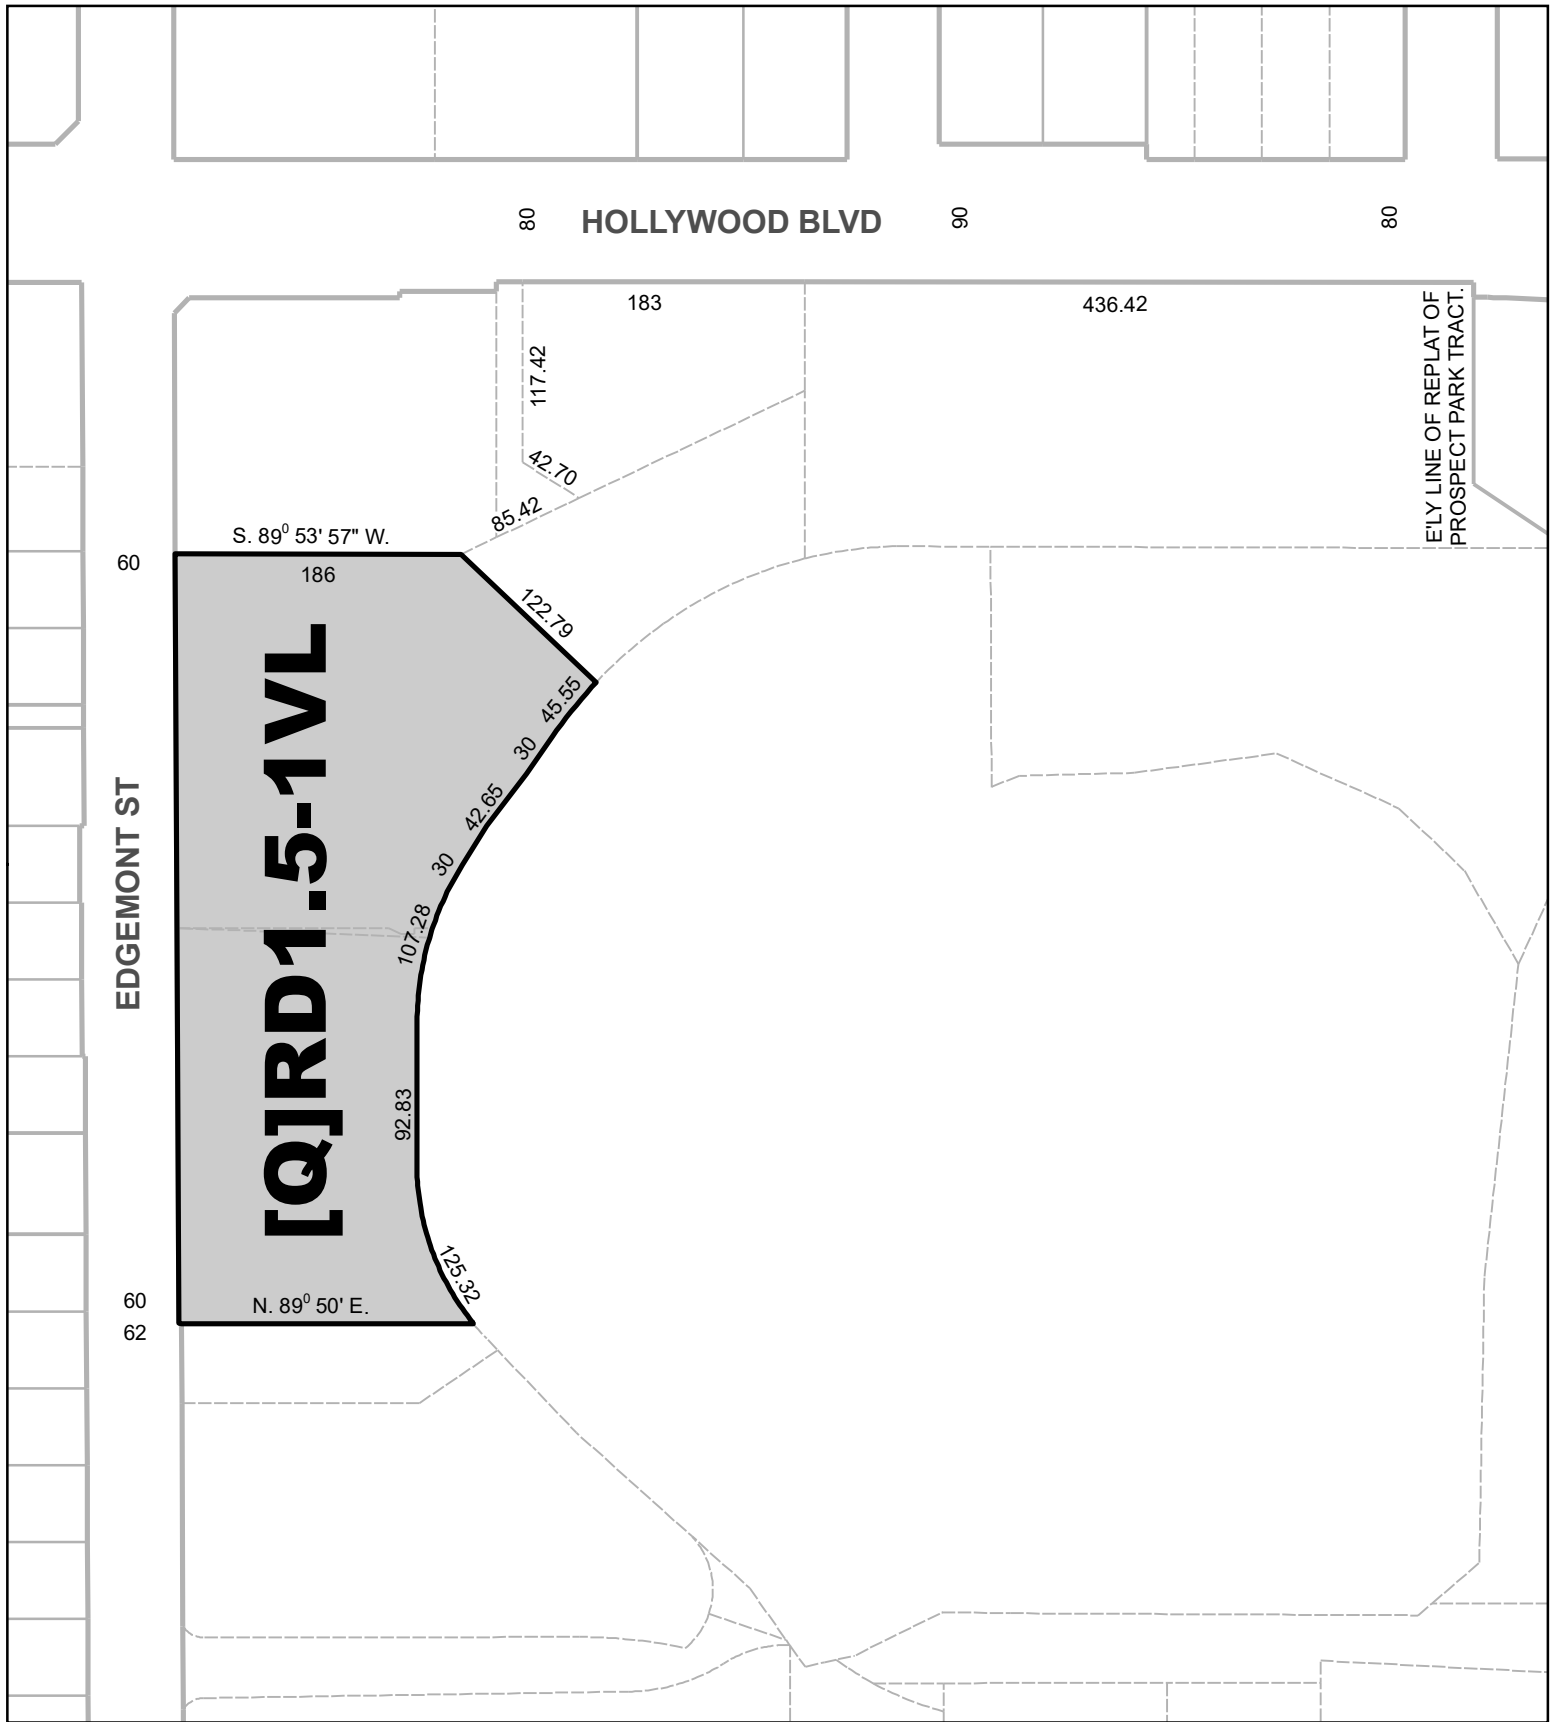 80
HOLLYWOOD BLVD
90
80
183
436.42
117.42
E'LY LINE OF REPLAT OF
PROSPECT PARK TRACT.
42.70
85.42
S. 89⁰ 53' 57" W.
60
186
122.79
45.55
30
42.65
30
107.28
EDGEMONT ST
[Q]RD1.5-1VL
92.83
125.32
60
N. 89⁰ 50' E.
62